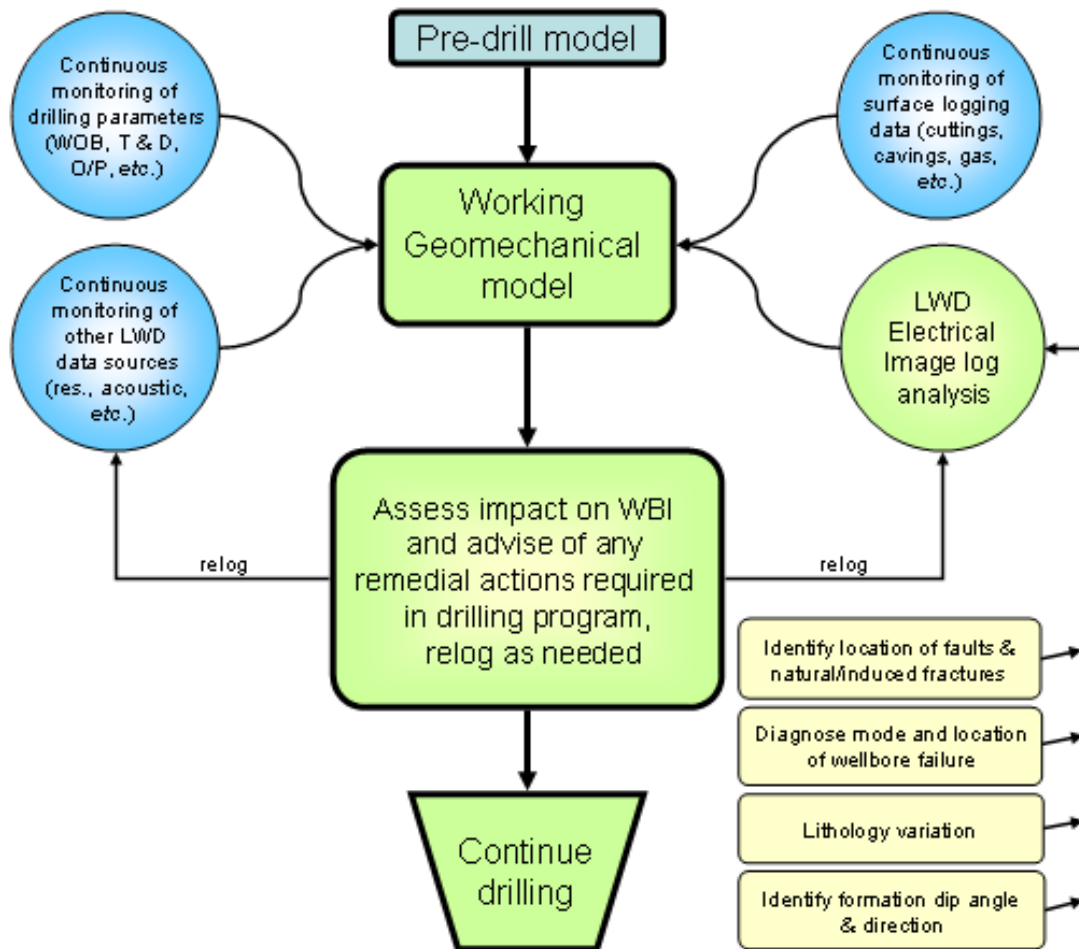 Pre-drill model
Continuous
monitoring of
drilling parameters
(WOB, T & D,
O/P, etc.)
Continuous
monitoring of
surface logging
data (cuttings,
cavings, gas,
etc.)
Working
Geomechanical
model
Continuous
monitoring of
other LWD
data sources
(res., acoustic,
etc.)
LWD
Electrical
Image log
analysis
Assess impact on WBI
and advise of any
remedial actions required
in drilling program,
relog as needed
relog
relog
Identify location of faults &
natural/induced fractures
Diagnose mode and location
of wellbore failure
Lithology variation
Identify formation dip angle
& direction
Continue
drilling